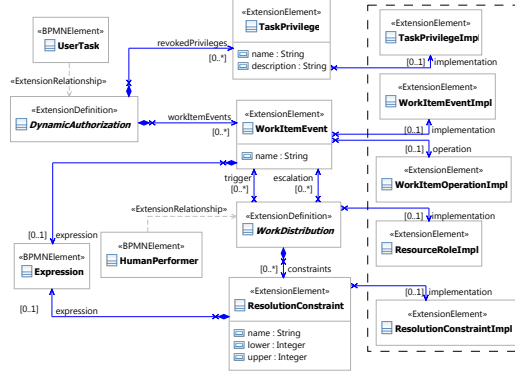 «ExtensionElement»
TaskPrivilege
name : String
description : String
«ExtensionElement»
TaskPrivilegeImpl
[0..1] implementation
«BPMNElement»
UserTask
revokedPrivileges
[0..*]
«ExtensionRelationship»
«ExtensionDefinition»
DynamicAuthorization
workItemEvents
[0..*]
«ExtensionElement»
WorkItemEvent
name : String
«ExtensionElement»
WorkItemEventImpl
[0..1] implementation
operation
[0..1]
«ExtensionElement»
WorkItemOperationImpl
trigger
[0..*]
escalation
[0..*]
«ExtensionRelationship»
«ExtensionDefinition»
WorkDistribution
[0..1] implementation
«ExtensionElement»
ResourceRoleImpl
[0..1] expression
«BPMNElement»
Expression
«BPMNElement»
HumanPerformer
[0..*] constraints
«ExtensionElement»
ResolutionConstraint
name : String
lower : Integer
upper : Integer
[0..1] expression
[0..1] implementation
«ExtensionElement»
ResolutionConstraintImpl